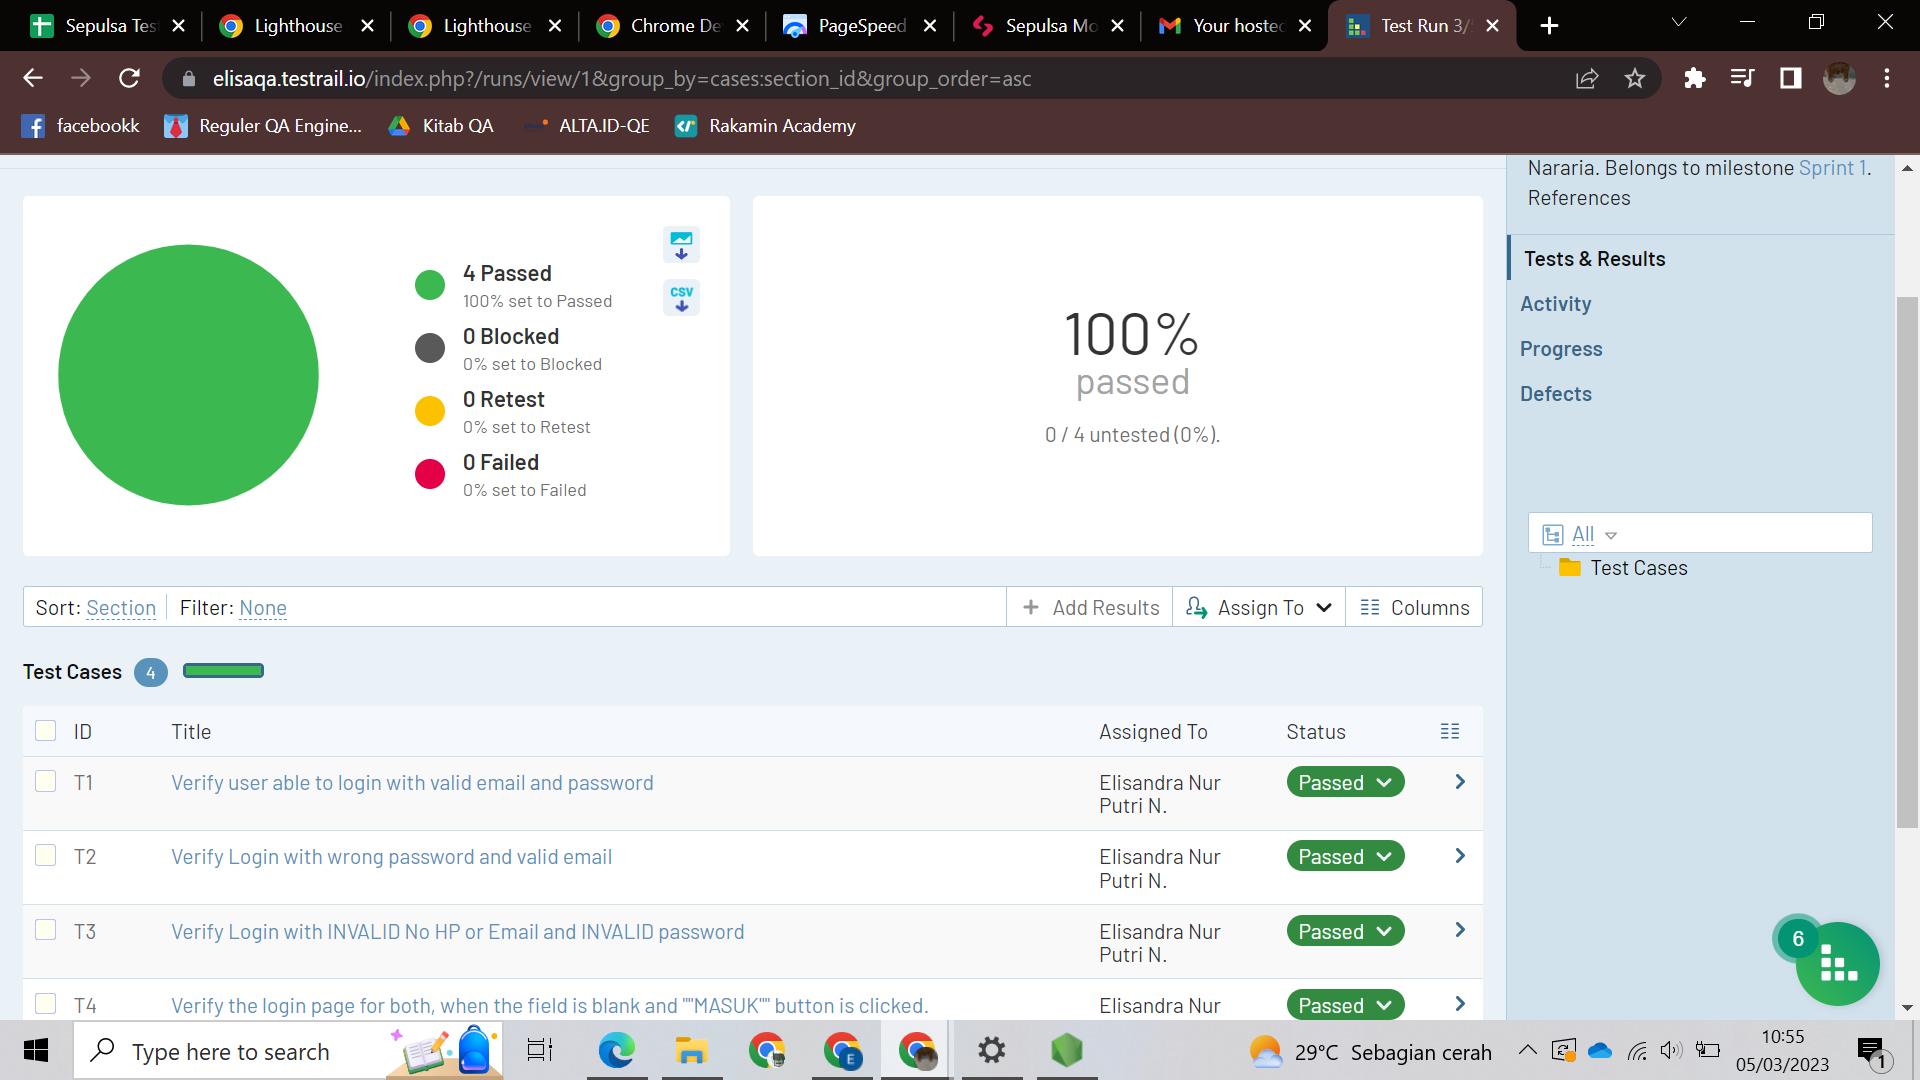 Sepulsa Tes
Lighthouse
Lighthouse
Chrome De
PageSpeed
Sepulsa Mo
Your hosted
Test Run 3/
elisaqa.testrail.io/index.php?/runs/view/1&group_by=cases:section_id&group_order=asc
facebookk
Reguler QA Engine...
Kitab QA
ALTA.ID-QE
Rakamin Academy
Nararia. Belongs to milestone Sprint 1.
References
Tests & Results
Activity
Progress
Defects
All
Test Cases
4 Passed
100% set to Passed
0 Blocked
0% set to Blocked
0 Retest
0% set to Retest
0 Failed
0% set to Failed
CSV
100%
passed
0 / 4 untested (0%).
Sort: Section Filter: None
Add Results
Assign To
Columns
Test Cases 4
ID Title Assigned To Status
T1 Verify user able to login with valid email and password Elisandra Nur Passed
Putri N.
T2 Verify Login with wrong password and valid email Elisandra Nur Passed
Putri N.
T3 Verify Login with INVALID No HP or Email and INVALID password Elisandra Nur Passed
Putri N.
T4 Verify the login page for both, when the field is blank and ""MASUK"" button is clicked. Elisandra Nur Passed
6
Type here to search
E
29°C Sebagian cerah
10:55
05/03/2023
1